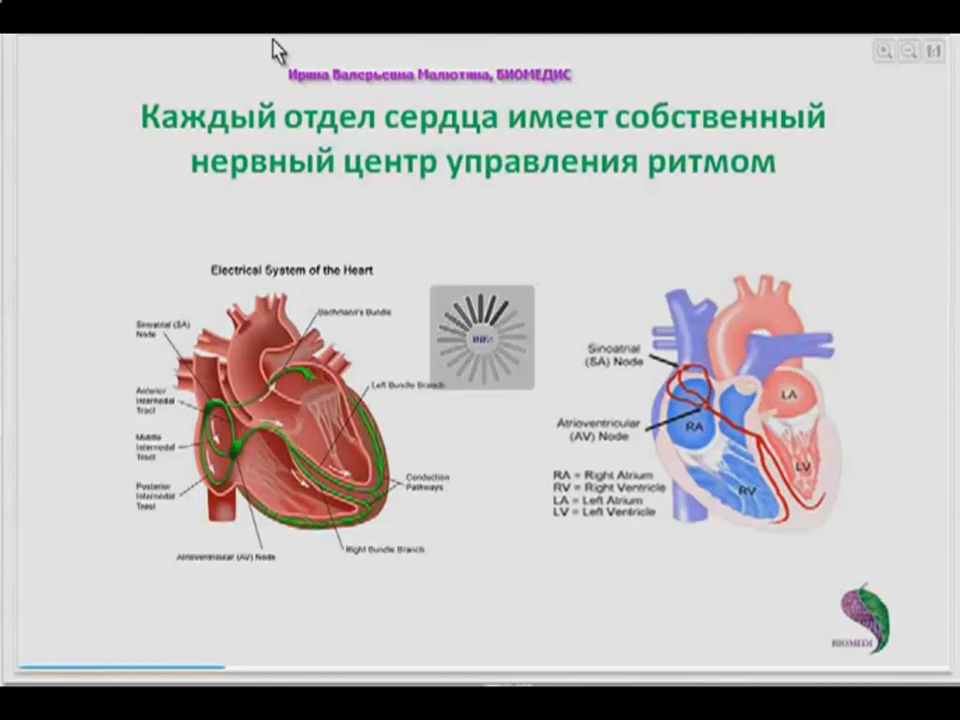 1:1
Ирина Валерьевна Малютина, БИОМЕДИС
Каждый отдел сердца имеет собственный
нервный центр управления ритмом
Electrical System of the Heart
Sinoatrial (SA)
Node
Bachmann's Bundle
Anterior
Internodal
Tract
Left Bundle Branch
Middle
Internodal
Tract
Posterior
Internodal
Tract
Conduction
Pathways
Atrioventricular (AV) Node
Right Bundle Branch
Sinoatrial
(SA) Node
Atrioventricular
(AV) Node
RA
LA
RV
LV
RA = Right Atrium
RV = Right Ventricle
LA = Left Atrium
LV = Left Ventricle
BIOMEDI